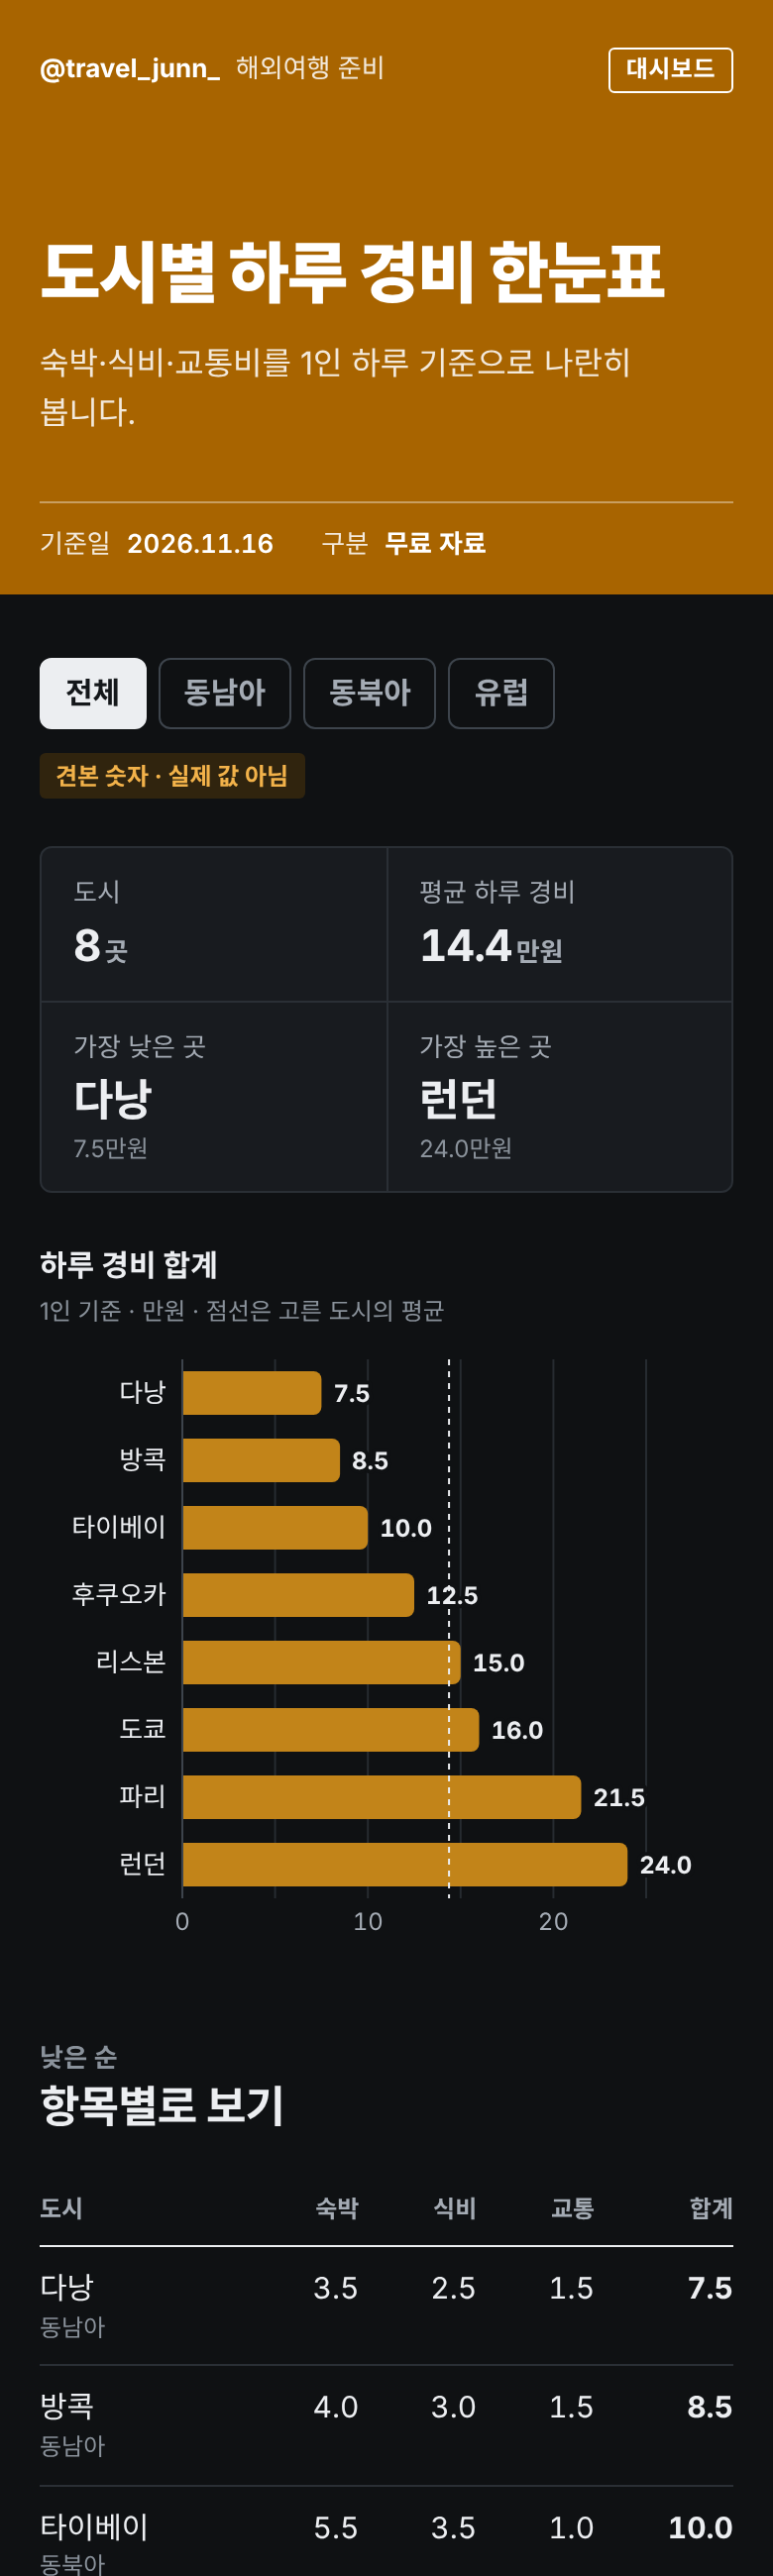 @travel_junn_ 해외여행 준비
대시보드
도시별 하루 경비 한눈표
숙박·식비·교통비를 1인 하루 기준으로 나란히
봅니다.
기준일 2026.11.16 구분 무료 자료
전체 동남아 동북아 유럽
견본 숫자 · 실제 값 아님
도시
8곳
평균 하루 경비
14.4만원
가장 낮은 곳
다낭
7.5만원
가장 높은 곳
런던
24.0만원
하루 경비 합계
1인 기준 · 만원 · 점선은 고른 도시의 평균
다낭 7.5
방콕 8.5
타이베이 10.0
후쿠오카 12.5
리스본 15.0
도쿄 16.0
파리 21.5
런던 24.0
0 10 20
낮은 순
항목별로 보기
도시 숙박 식비 교통 합계
다낭 3.5 2.5 1.5 7.5
동남아
방콕 4.0 3.0 1.5 8.5
동남아
타이베이 5.5 3.5 1.0 10.0
동북아